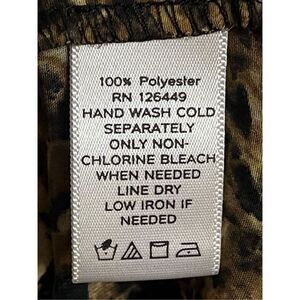 100% Polyester
RN 126449
HAND WASH COLD
SEPARATELY
ONLY NON-
CHLORINE BLEACH
WHEN NEEDED
LINE DRY
LOW IRON IF
NEEDED